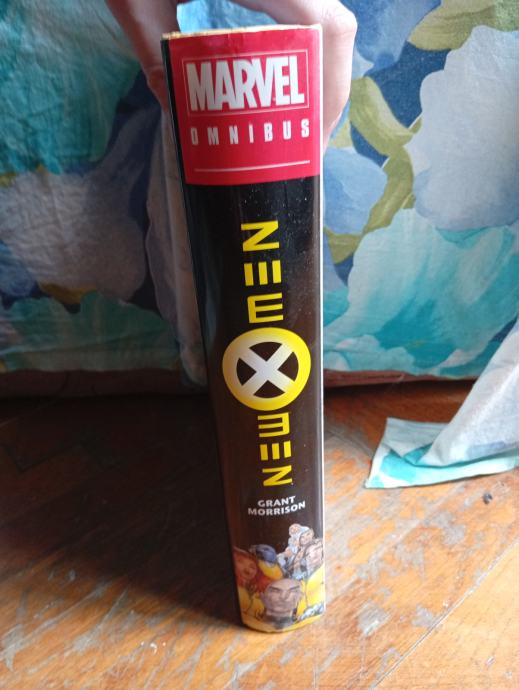 MARVEL
OMNIBUS
NEW X MEN
GRANT
MORRISON